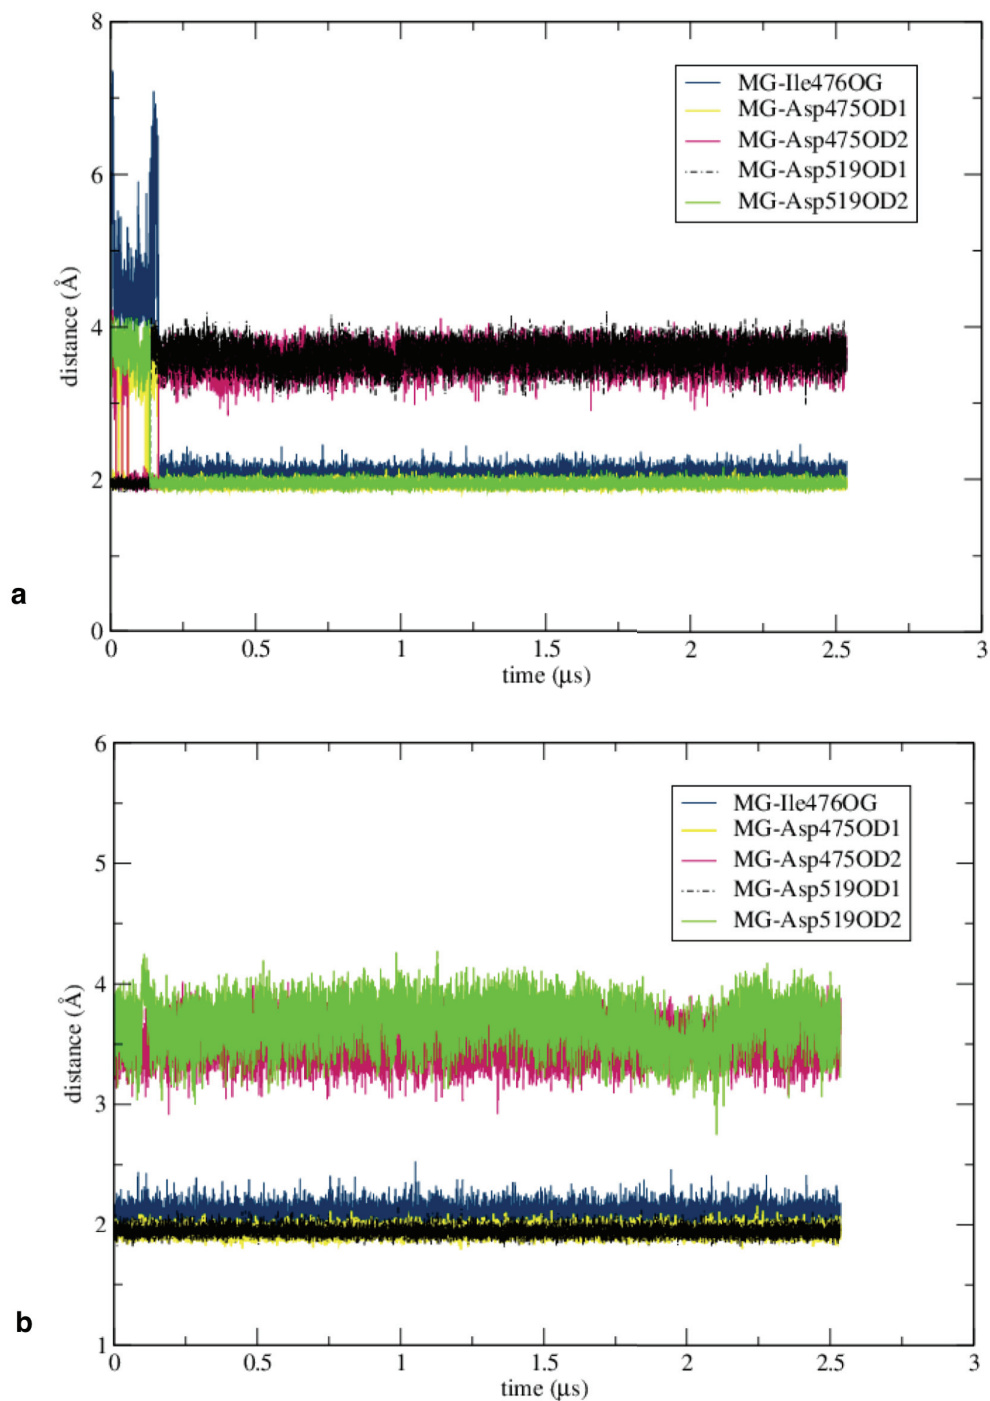 8
6
4
2
0
distance (Å)
MG-Ile476OG
MG-Asp475OD1
MG-Asp475OD2
MG-Asp519OD1
MG-Asp519OD2
a
0 0.5 1 1.5 2 2.5 3
time (μs)
6
5
4
3
2
1
distance (Å)
MG-Ile476OG
MG-Asp475OD1
MG-Asp475OD2
MG-Asp519OD1
MG-Asp519OD2
b
0 0.5 1 1.5 2 2.5 3
time (μs)